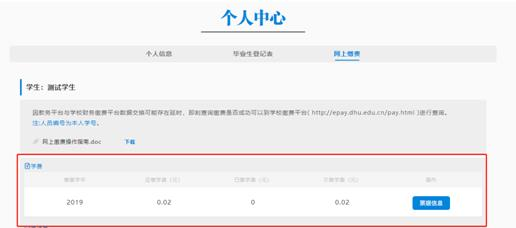 个人中心
个人信息 毕业生登记表 网上缴费
学生：测试学生
因教务平台与学校财务缴费平台数据交换可能存在延时，即刻查询缴费是否成功可以到学校缴费平台( http://epay.dhu.edu.cn/pay.html )进行查询。
注:人员编号为本人学号。
网上缴费操作指南.doc 下载
学费
缴费学年 应缴学费（元） 已缴学费（元） 欠缴学费（元） 操作
2019 0.02 0 0.02 票据信息